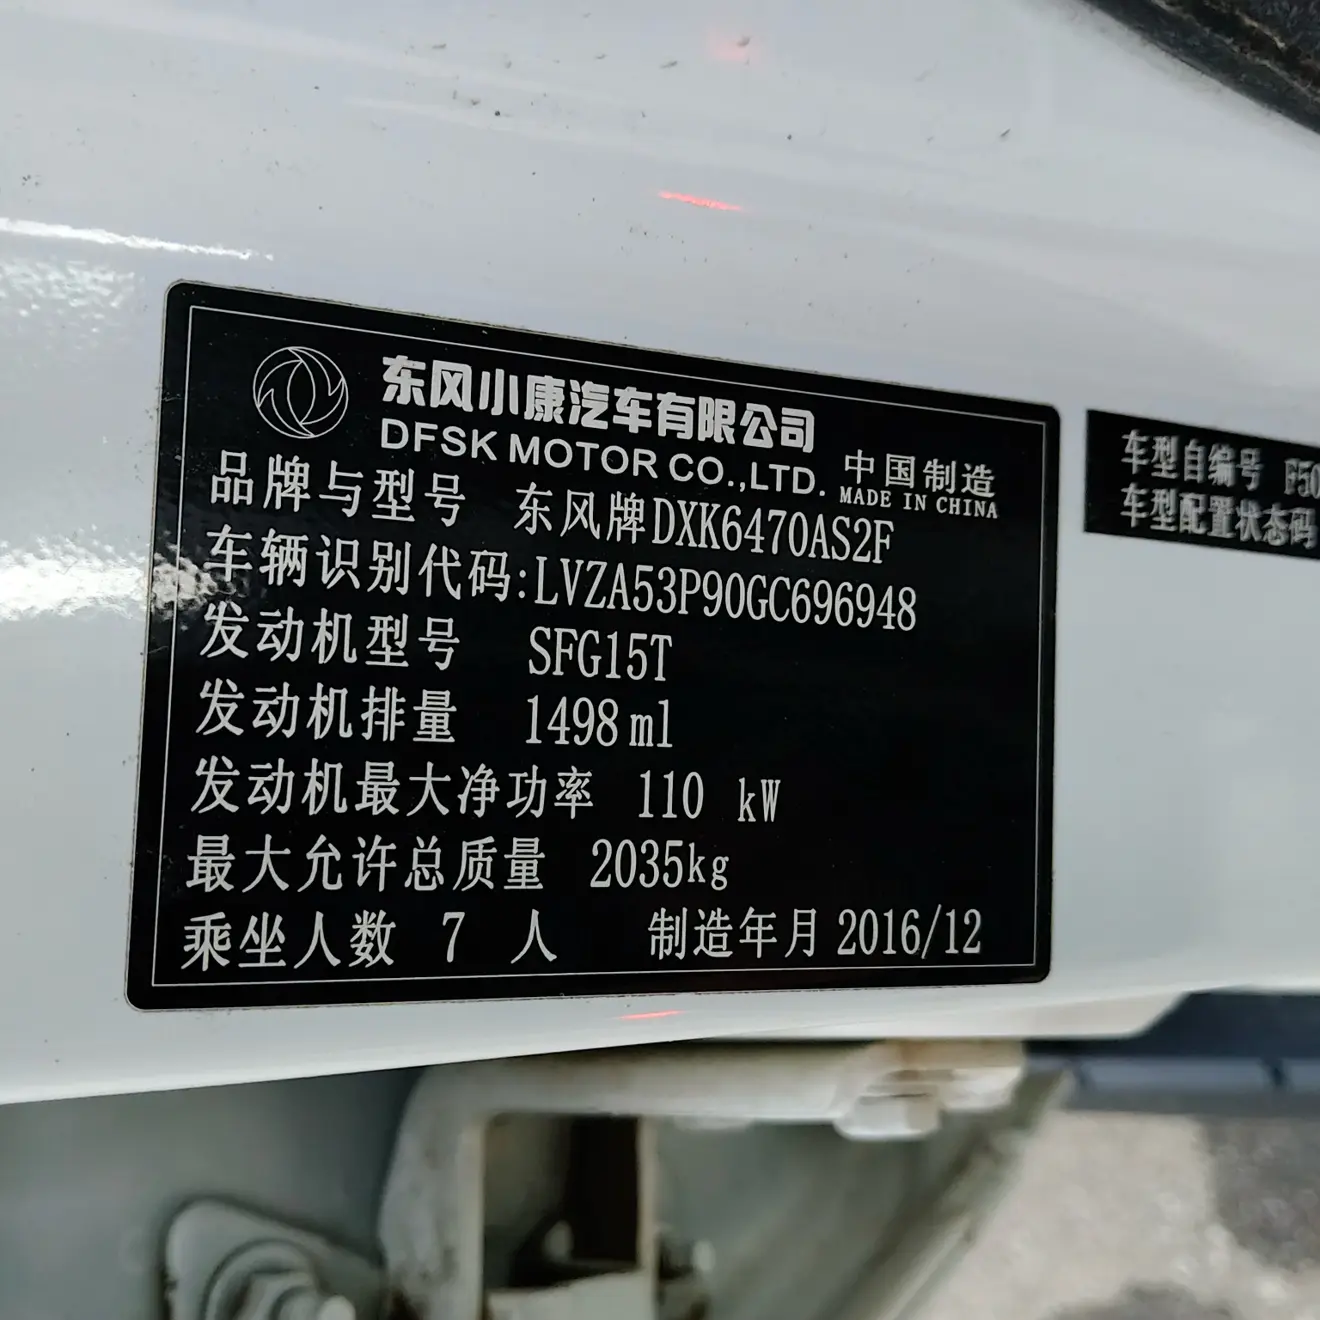 东风小康汽车有限公司
DFSK MOTOR CO.,LTD.
中国制造
MADE IN CHINA
品牌与型号 东风牌DXK6470AS2F
车辆识别代码:LVZA53P90GC696948
发动机型号 SFG15T
发动机排量 1498ml
发动机最大净功率 110 kW
最大允许总质量 2035kg
乘坐人数 7 人 制造年月 2016/12
车型自编号 F50
车型配置状态码